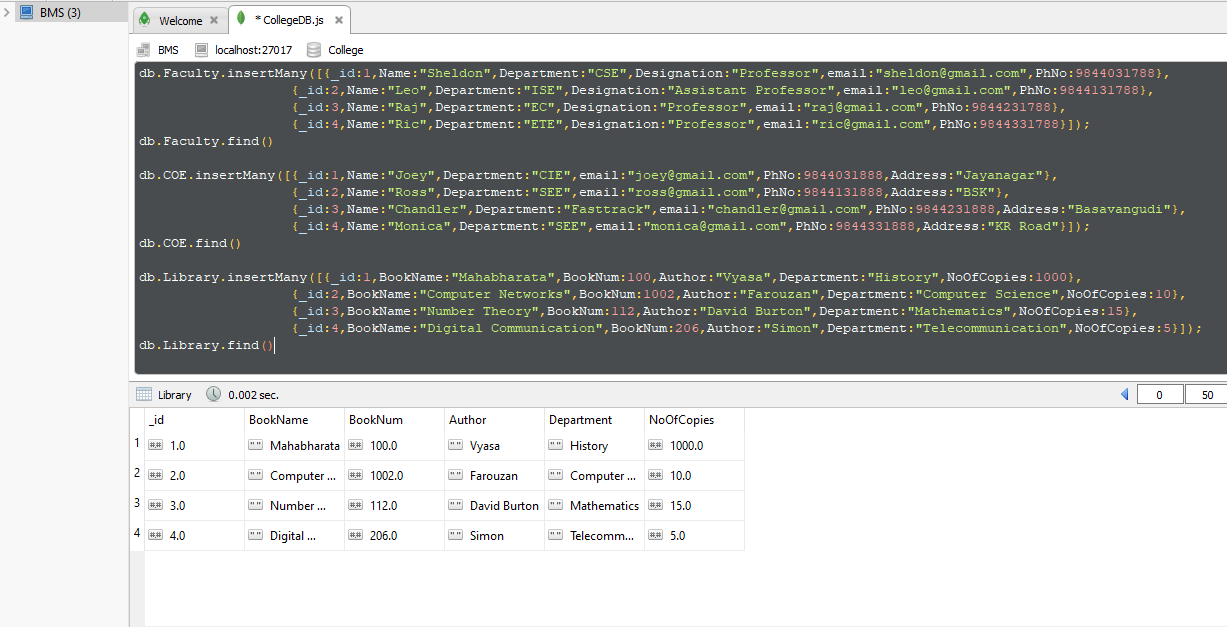 BMS (3)
Welcome
* CollegeDB.js
BMS localhost:27017 College
db.Faculty.insertMany([{_id:1,Name:"Sheldon",Department:"CSE",Designation:"Professor",email:"sheldon@gmail.com",PhNo:9844031788},
{_id:2,Name:"Leo",Department:"ISE",Designation:"Assistant Professor",email:"leo@gmail.com",PhNo:9844131788},
{_id:3,Name:"Raj",Department:"EC",Designation:"Professor",email:"raj@gmail.com",PhNo:9844231788},
{_id:4,Name:"Ric",Department:"ETE",Designation:"Professor",email:"ric@gmail.com",PhNo:9844331788}]);
db.Faculty.find()
db.COE.insertMany([{_id:1,Name:"Joey",Department:"CIE",email:"joey@gmail.com",PhNo:9844031888,Address:"Jayanagar"},
{_id:2,Name:"Ross",Department:"SEE",email:"ross@gmail.com",PhNo:9844131888,Address:"BSK"},
{_id:3,Name:"Chandler",Department:"Fasttrack",email:"chandler@gmail.com",PhNo:9844231888,Address:"Basavangudi"},
{_id:4,Name:"Monica",Department:"SEE",email:"monica@gmail.com",PhNo:9844331888,Address:"KR Road"}]);
db.COE.find()
db.Library.insertMany([{_id:1,BookName:"Mahabharata",BookNum:100,Author:"Vyasa",Department:"History",NoOfCopies:1000},
{_id:2,BookName:"Computer Networks",BookNum:1002,Author:"Farouzan",Department:"Computer Science",NoOfCopies:10},
{_id:3,BookName:"Number Theory",BookNum:112,Author:"David Burton",Department:"Mathematics",NoOfCopies:15},
{_id:4,BookName:"Digital Communication",BookNum:206,Author:"Simon",Department:"Telecommunication",NoOfCopies:5}]);
db.Library.find()
Library 0.002 sec. 0 50
_id BookName BookNum Author Department NoOfCopies
1 1.0 Mahabharata 100.0 Vyasa History 1000.0
2 2.0 Computer ... 1002.0 Farouzan Computer ... 10.0
3 3.0 Number ... 112.0 David Burton Mathematics 15.0
4 4.0 Digital ... 206.0 Simon Telecomm... 5.0